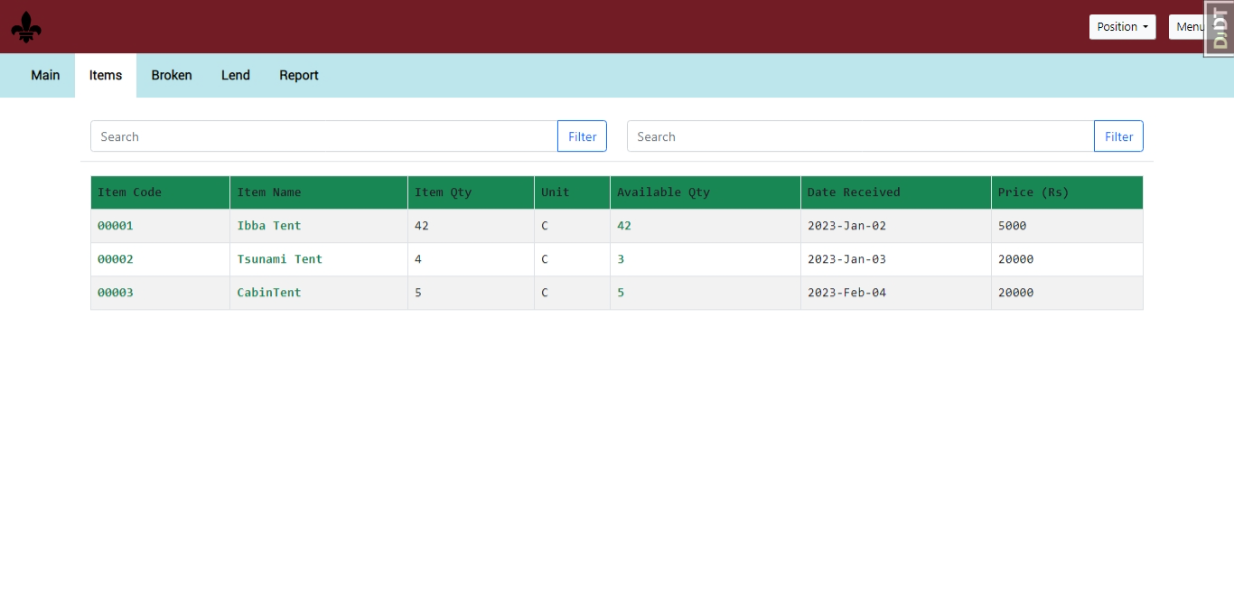 Position Menu
DjDT
Main Items Broken Lend Report
Search Filter Search Filter
Item Code Item Name Item Qty Unit Available Qty Date Received Price (Rs)
00001 Ibba Tent 42 C 42 2023-Jan-02 5000
00002 Tsunami Tent 4 C 3 2023-Jan-03 20000
00003 CabinTent 5 C 5 2023-Feb-04 20000